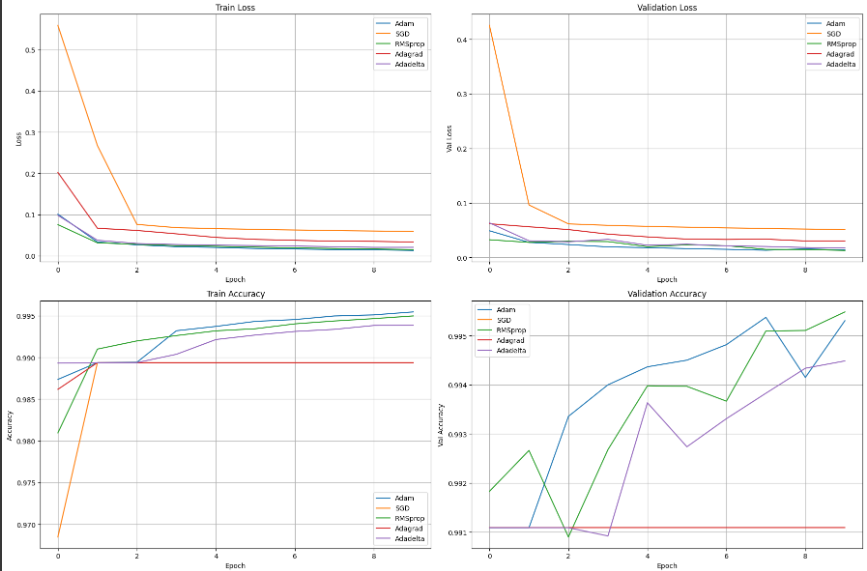 Train Loss
Loss
0.5
0.4
0.3
0.2
0.1
0.0
0 2 4 6 8
Epoch
Adam
SGD
RMSprop
Adagrad
Adadelta
Validation Loss
Val Loss
0.4
0.3
0.2
0.1
0.0
0 2 4 6 8
Epoch
Adam
SGD
RMSprop
Adagrad
Adadelta
Train Accuracy
Accuracy
0.995
0.990
0.985
0.980
0.975
0.970
0 2 4 6 8
Epoch
Adam
SGD
RMSprop
Adagrad
Adadelta
Validation Accuracy
Val Accuracy
0.995
0.994
0.993
0.992
0.991
0 2 4 6 8
Epoch
Adam
SGD
RMSprop
Adagrad
Adadelta